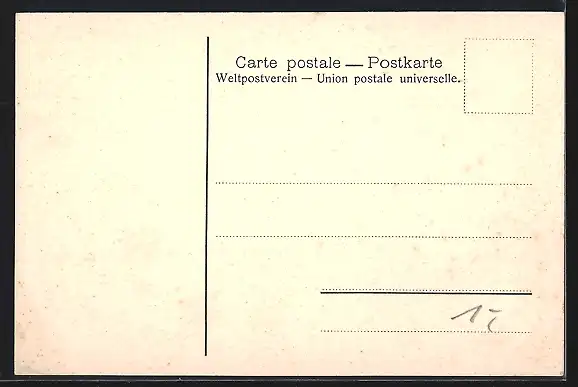 Carte postale — Postkarte
Weltpostverein — Union postale universelle.